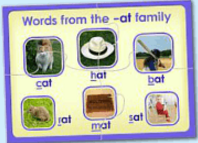 Words from the -at family
cat hat bat
rat mat sat